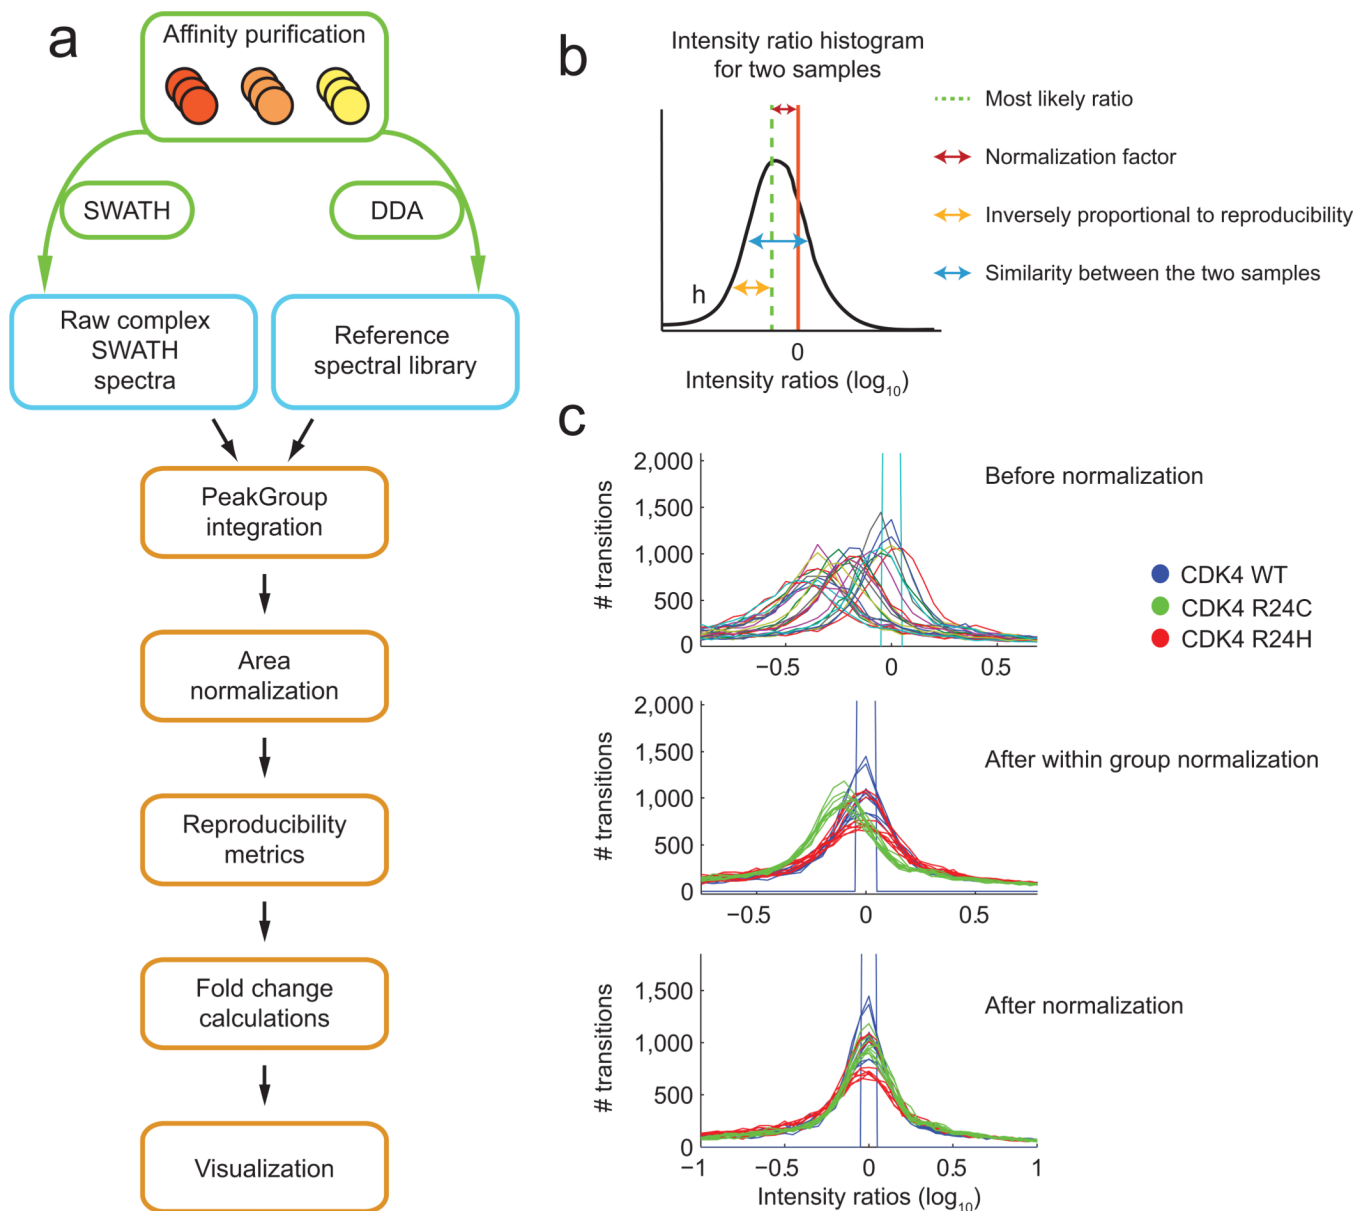 a
Affinity purification
SWATH
DDA
Raw complex
SWATH
spectra
Reference
spectral library
PeakGroup
integration
Area
normalization
Reproducibility
metrics
Fold change
calculations
Visualization
b
Intensity ratio histogram
for two samples
h
0
Intensity ratios (log10)
Most likely ratio
Normalization factor
Inversely proportional to reproducibility
Similarity between the two samples
c
Before normalization
# transitions
2,000
1,500
1,000
500
0
−0.5
0
0.5
CDK4 WT
CDK4 R24C
CDK4 R24H
After within group normalization
# transitions
2,000
1,500
1,000
500
0
−0.5
0
0.5
After normalization
# transitions
1,500
1,000
500
0
−1
−0.5
0
0.5
1
Intensity ratios (log10)